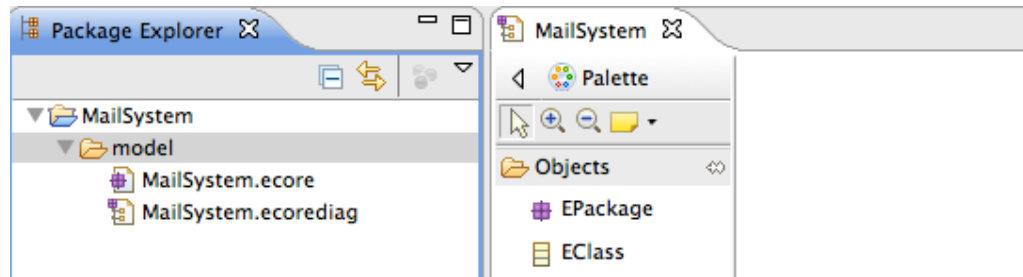 Package Explorer
MailSystem
model
MailSystem.ecore
MailSystem.ecorediag
MailSystem
Palette
Objects
EPackage
EClass